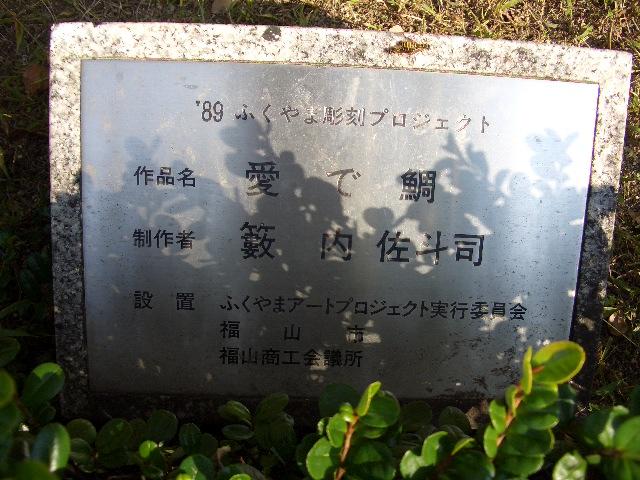 '89 ふくやま彫刻プロジェクト
作品名 愛で鯛
制作者 籔内佐斗司
設置 ふくやまアートプロジェクト実行委員会
福山市
福山商工会議所